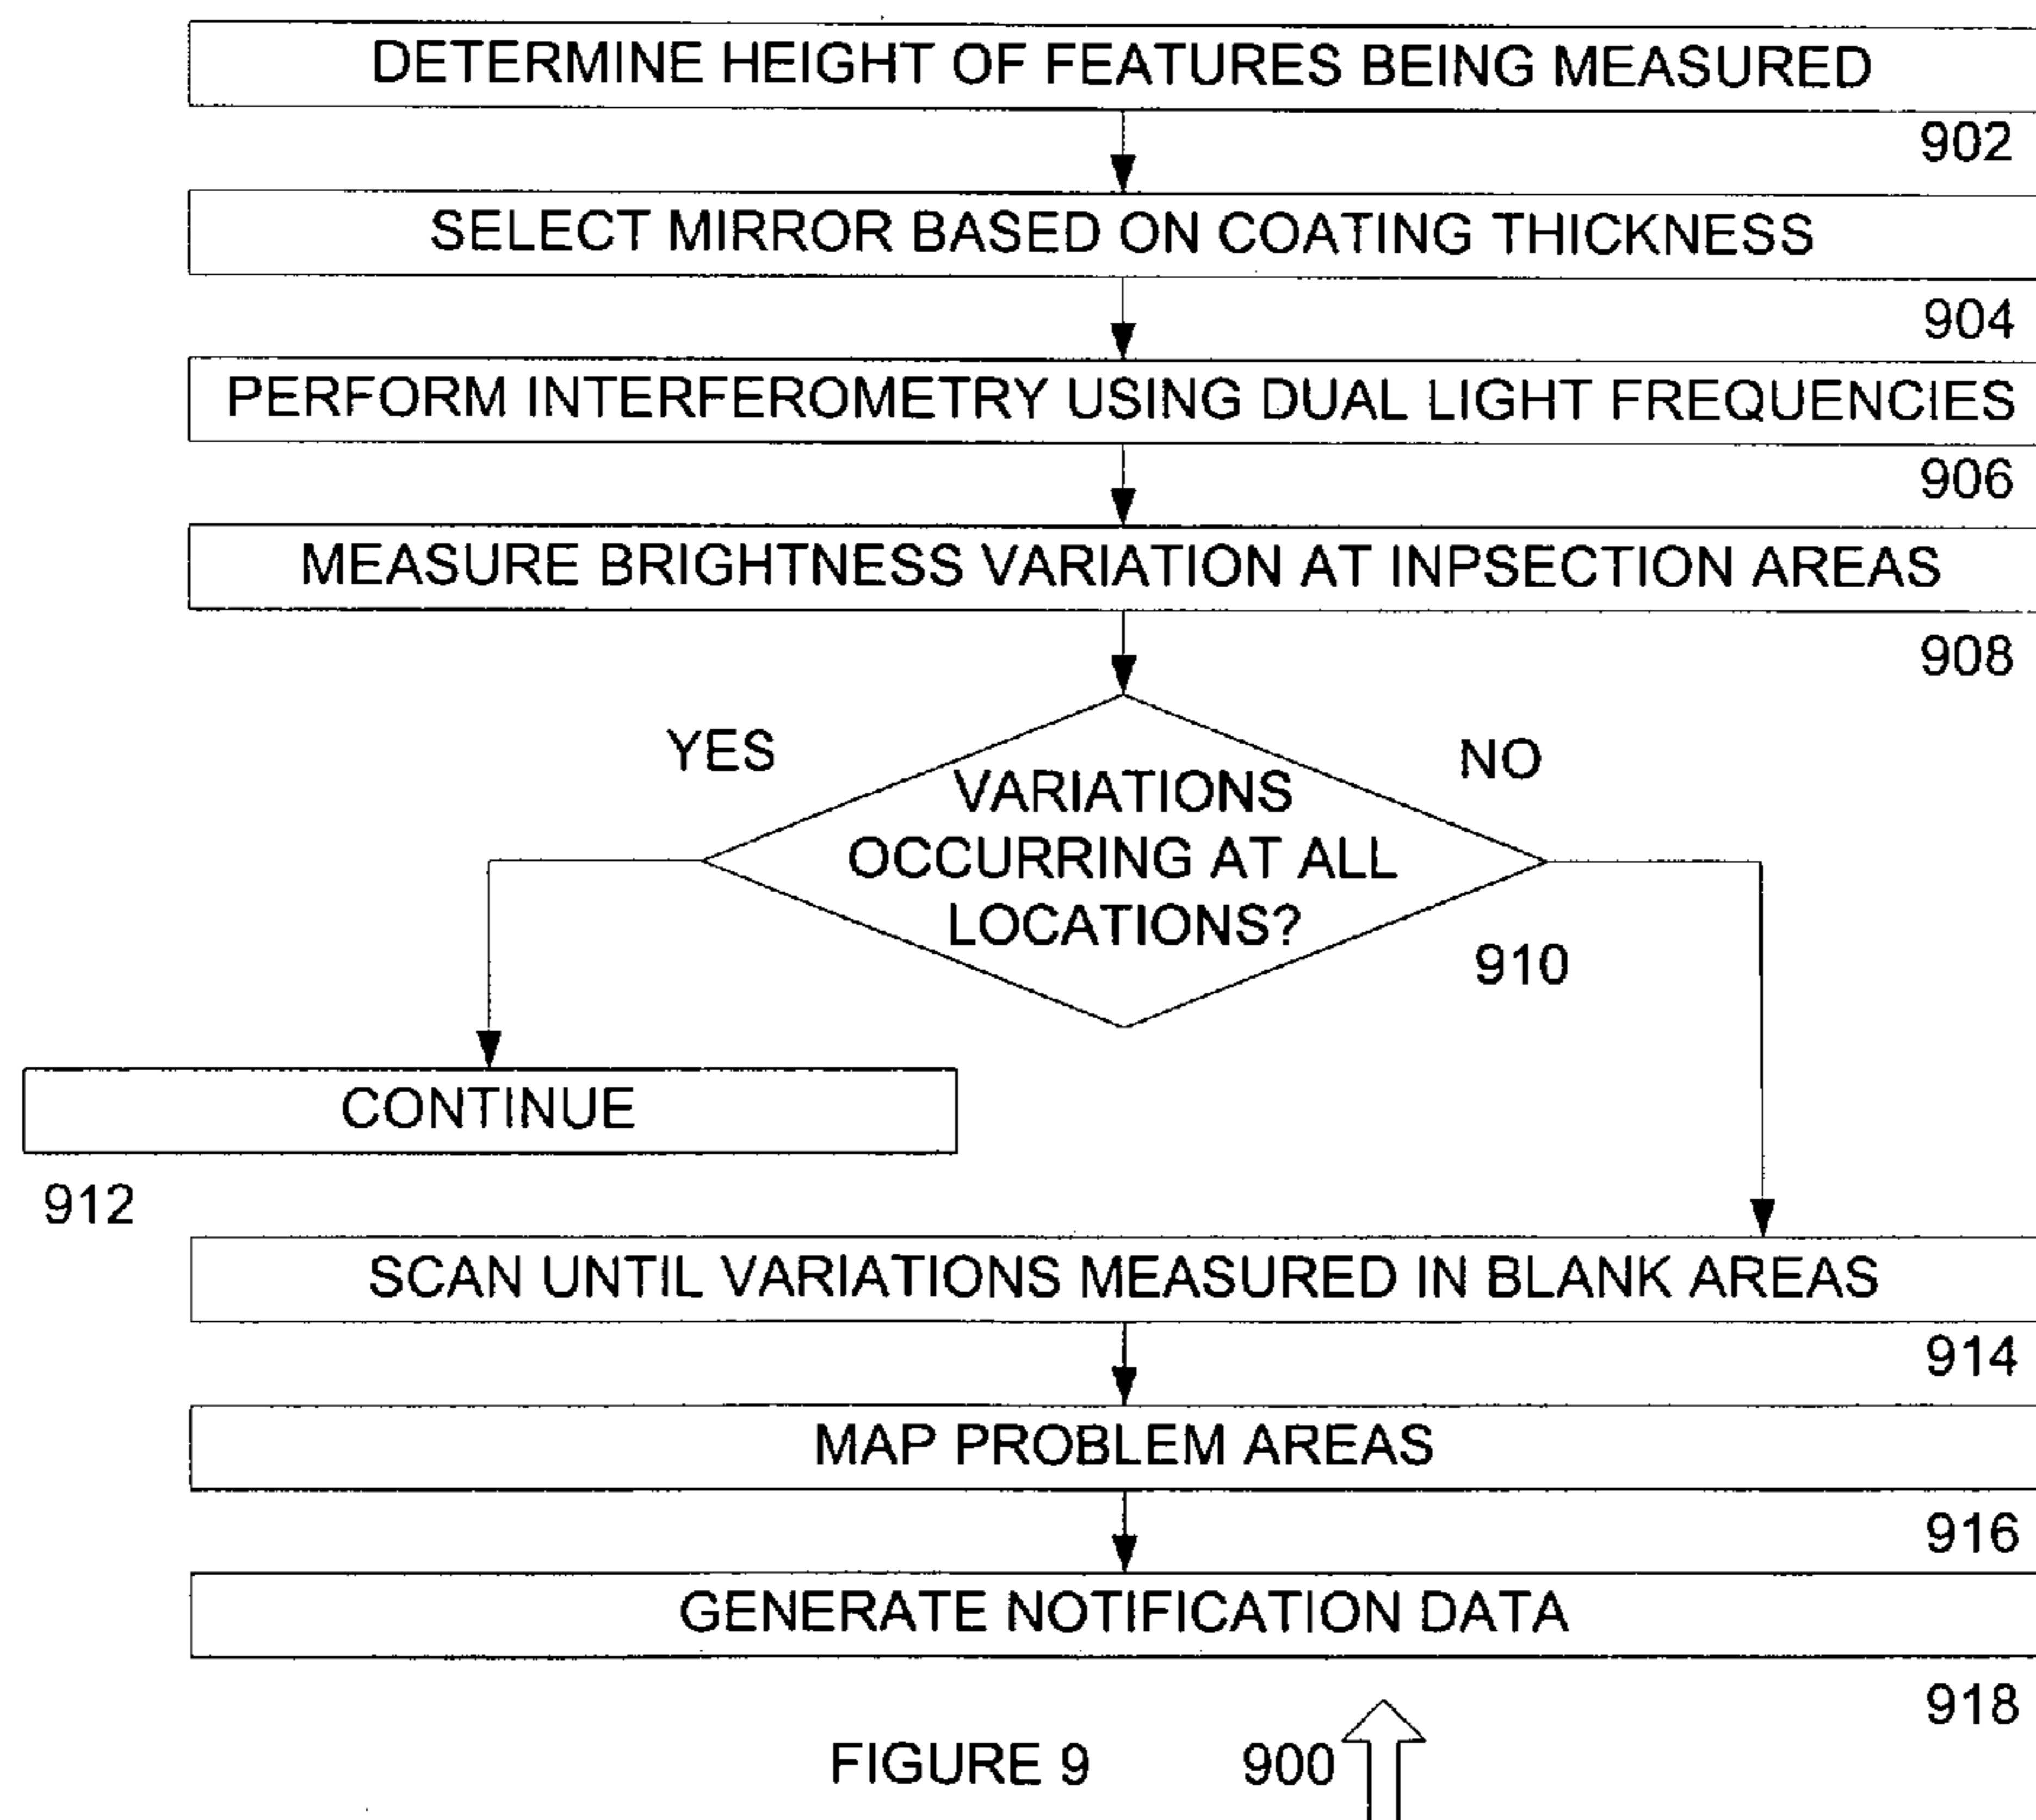 DETERMINE HEIGHT OF FEATURES BEING MEASURED
902
SELECT MIRROR BASED ON COATING THICKNESS
904
PERFORM INTERFEROMETRY USING DUAL LIGHT FREQUENCIES
906
MEASURE BRIGHTNESS VARIATION AT INPSECTION AREAS
908
YES
NO
VARIATIONS
OCCURRING AT ALL
LOCATIONS?
910
CONTINUE
912
SCAN UNTIL VARIATIONS MEASURED IN BLANK AREAS
914
MAP PROBLEM AREAS
916
GENERATE NOTIFICATION DATA
918
FIGURE 9
900